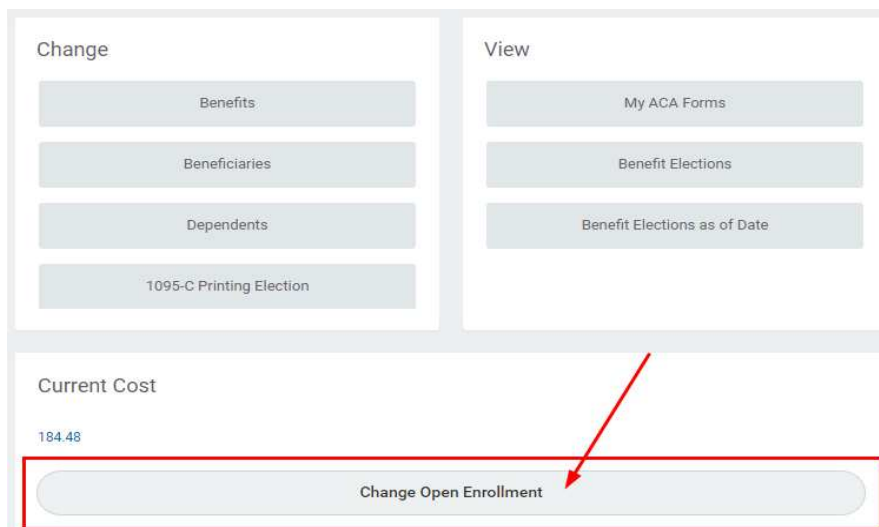 Change
Benefits
Beneficiaries
Dependents
1095-C Printing Election
View
My ACA Forms
Benefit Elections
Benefit Elections as of Date
Current Cost
184.48
Change Open Enrollment